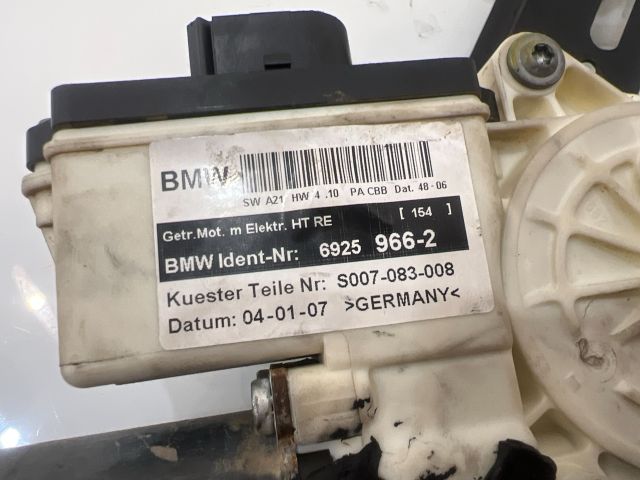 BMW
SW A21 HW 4 .10 PA CBB Dat. 48-06
Getr.Mot. m Elektr. HT RE [ 154 ]
BMW Ident-Nr: 6925 966-2
Kuester Teile Nr: S007-083-008
Datum: 04-01-07 >GERMANY<